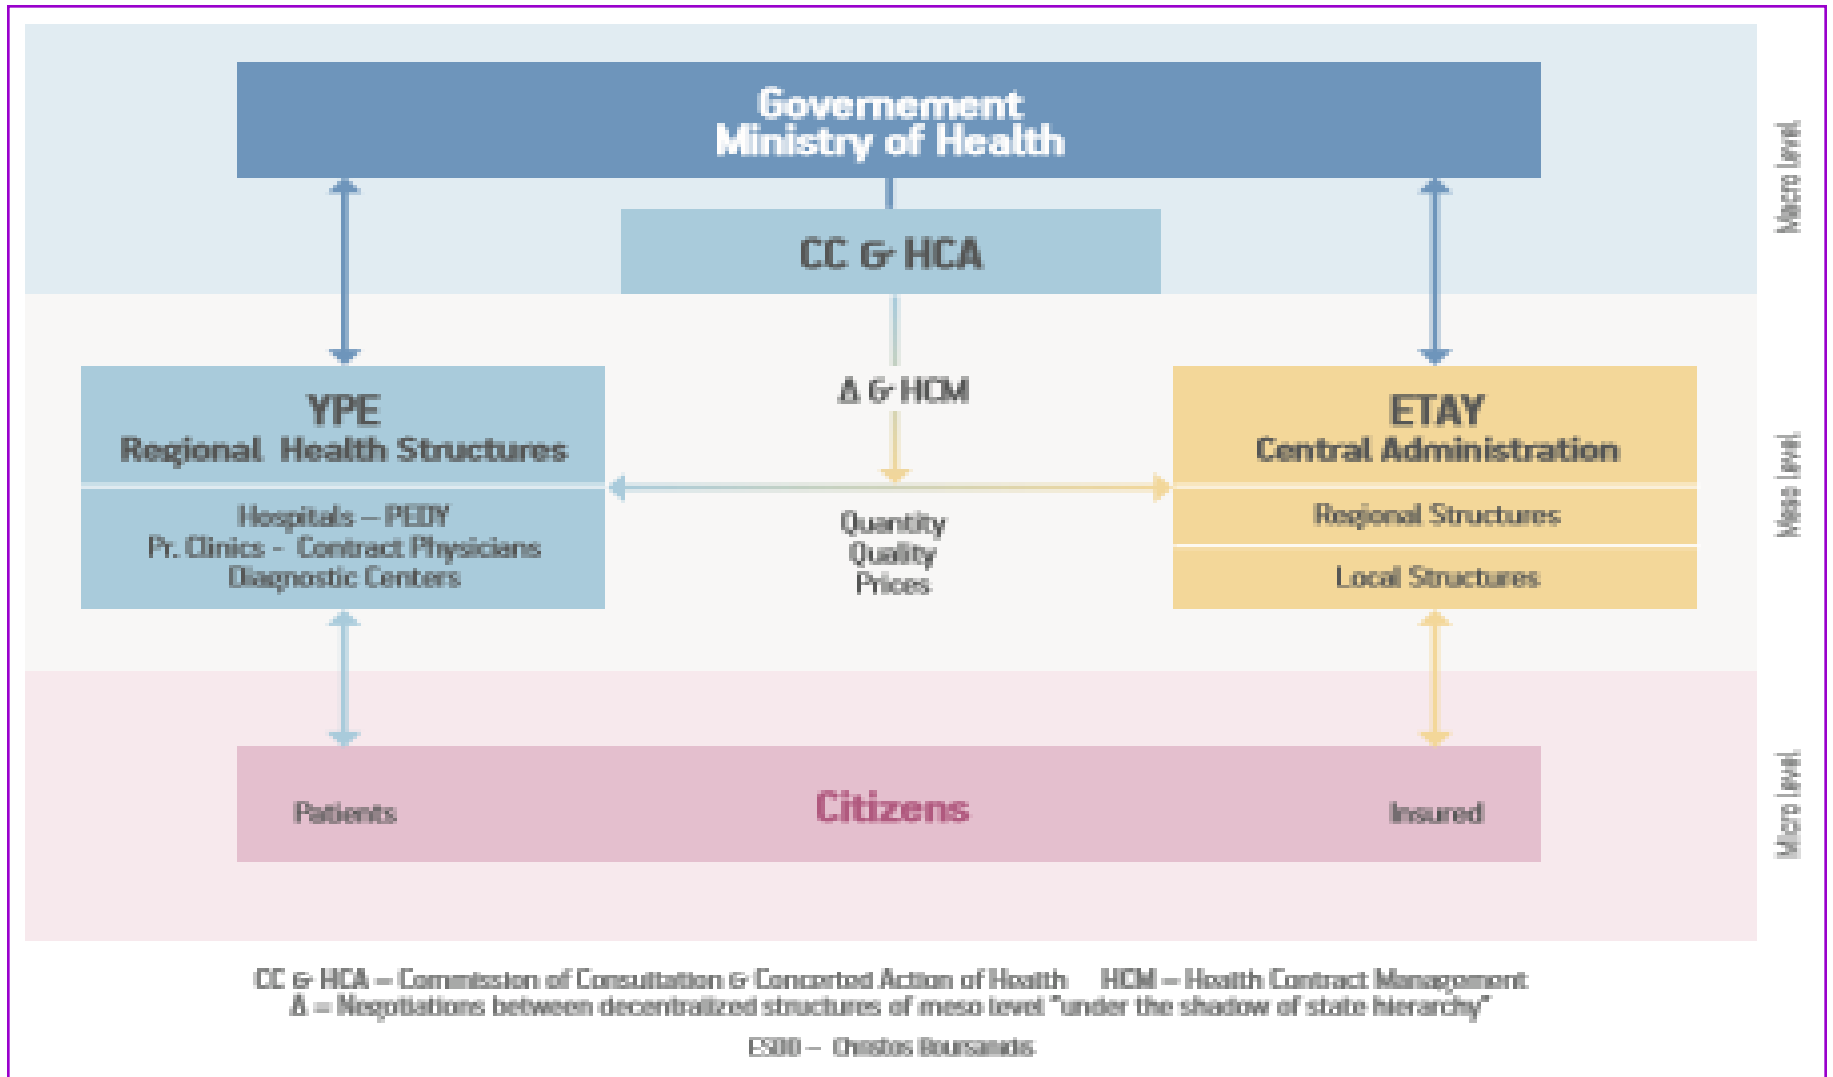 Governement
Ministry of Health
Macro level
CC & HCA
Δ & HCM
YPE
Regional Health Structures
Hospitals – PEDY
Pr. Clinics - Contract Physicians
Diagnostic Centers
Quantity
Quality
Prices
ETAY
Central Administration
Regional Structures
Local Structures
Meso level
Patients
Citizens
Insured
Micro level
CC & HCA – Commission of Consultation & Concerted Action of Health HCM – Health Contract Management
Δ – Negotiations between decentralized structures of meso level "under the shadow of state hierarchy"
Christos